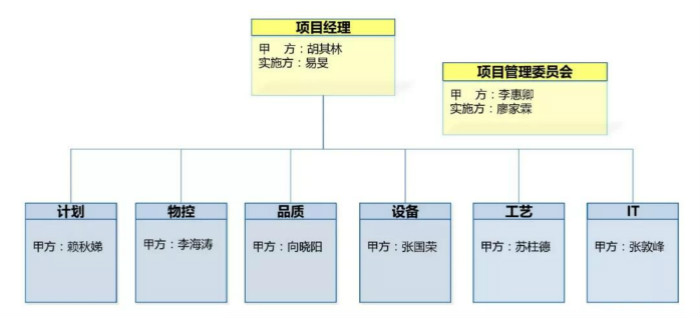 项目经理
甲 方：胡其林
实施方：易旻
项目管理委员会
甲 方：李惠卿
实施方：廖家霖
计划
甲方：赖秋娣
物控
甲方：李海涛
品质
甲方：向晓阳
设备
甲方：张国荣
工艺
甲方：苏柱德
IT
甲方：张敦峰